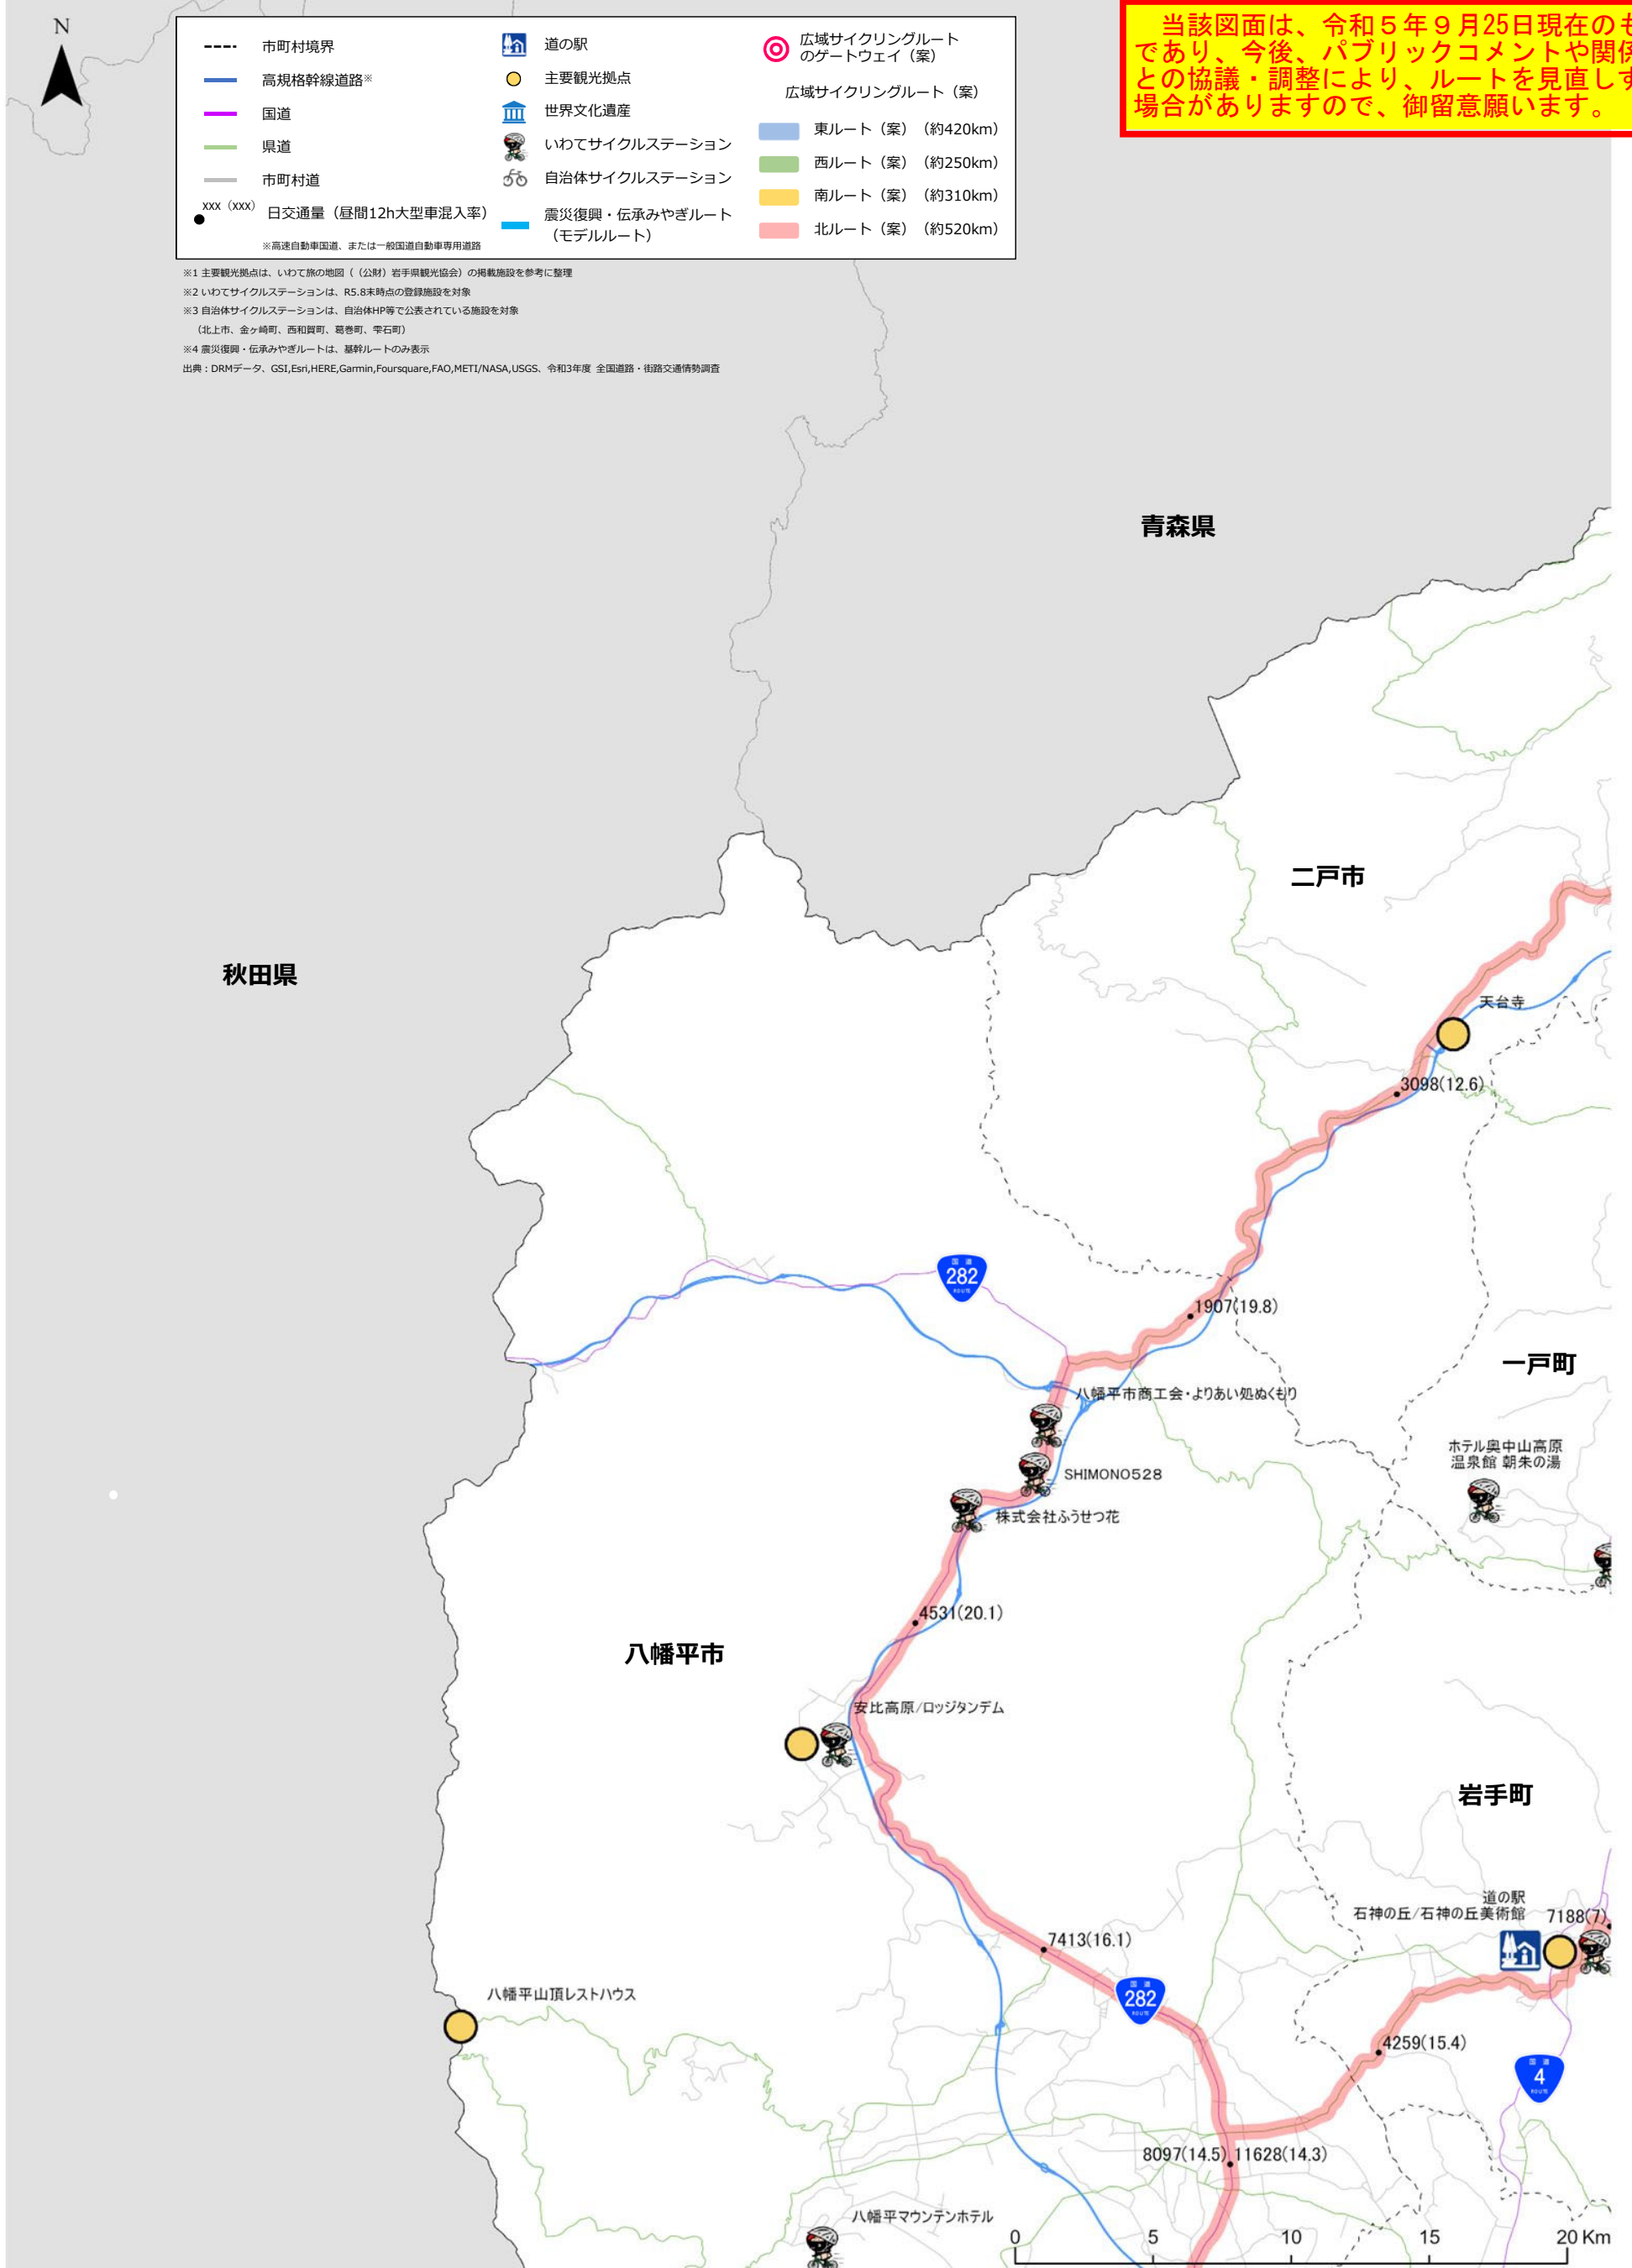 N
市町村境界
高規格幹線道路※
国道
県道
市町村道
xxx（xxx）
日交通量（昼間12h大型車混入率）
※高速自動車国道、または一般国道自動車専用道路
道の駅
主要観光拠点
世界文化遺産
いわてサイクルステーション
自治体サイクルステーション
震災復興・伝承みやぎルート
（モデルルート）
広域サイクリングルート
のゲートウェイ（案）
広域サイクリングルート（案）
東ルート（案）（約420km）
西ルート（案）（約250km）
南ルート（案）（約310km）
北ルート（案）（約520km）
当該図面は、令和５年９月25日現在のも
であり、今後、パブリックコメントや関係
との協議・調整により、ルートを見直しす
場合がありますので、御留意願います。
※1 主要観光拠点は、いわて旅の地図（（公財）岩手県観光協会）の掲載施設を参考に整理
※2 いわてサイクルステーションは、R5.8末時点の登録施設を対象
※3 自治体サイクルステーションは、自治体HP等で公表されている施設を対象
（北上市、金ヶ崎町、西和賀町、葛巻町、雫石町）
※4 震災復興・伝承みやぎルートは、基幹ルートのみ表示
出典：DRMデータ、GSI,Esri,HERE,Garmin,Foursquare,FAO,METI/NASA,USGS、令和3年度 全国道路・街路交通情勢調査
青森県
二戸市
秋田県
天台寺
3098(12.6)
国道
282
ROUTE
1907(19.8)
一戸町
八幡平市商工会・よりあい処ぬくもり
ホテル奥中山高原
温泉館 朝朱の湯
SHIMONO528
株式会社ふうせつ花
4531(20.1)
八幡平市
安比高原/ロッジタンデム
岩手町
道の駅
石神の丘/石神の丘美術館
7188(7)
7413(16.1)
国道
282
ROUTE
八幡平山頂レストハウス
4259(15.4)
国道
4
ROUTE
8097(14.5)
11628(14.3)
八幡平マウンテンホテル
0 5 10 15 20 Km